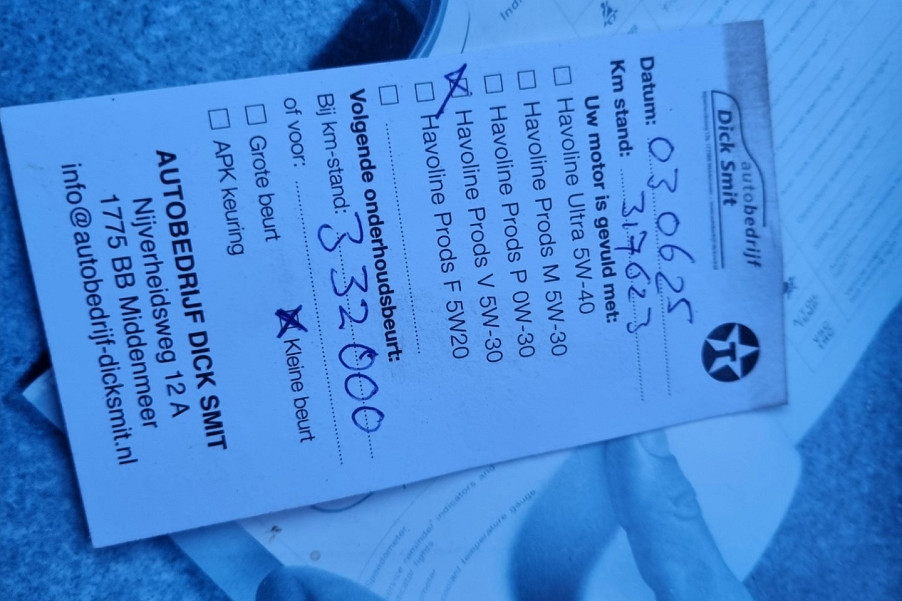 autobedrijf
Dick Smit
Datum: 030625
Km stand: 317623
Uw motor is gevuld met:
Havoline Ultra 5W-40
Havoline Prods M 5W-30
Havoline Prods P 0W-30
Havoline Prods V 5W-30
Havoline Prods F 5W20
Volgende onderhoudsbeurt:
Bij km-stand: 332000
of voor:
Grote beurt Kleine beurt
APK keuring
AUTOBEDRIJF DICK SMIT
Nijverheidsweg 12 A
1775 BB Middenmeer
info@autobedrijf-dicksmit.nl
temperature gauge